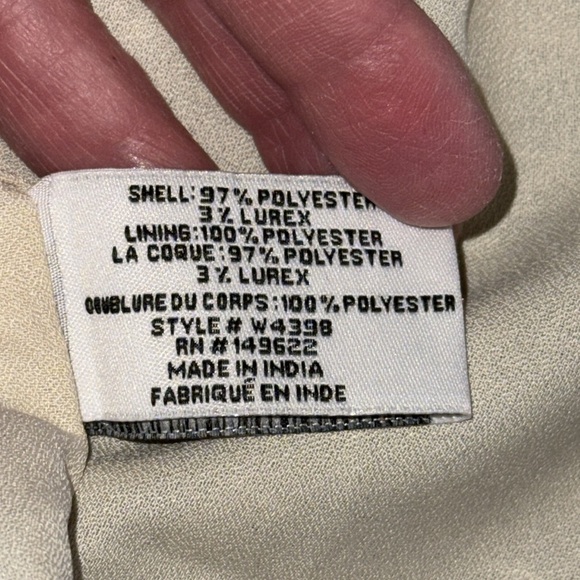 SHELL: 97% POLYESTER
3% LUREX
LINING: 100% POLYESTER
LA COQUE: 97% POLYESTER
3% LUREX
DU CORPS: 100% POLYESTER
STYLE # W4398
RN # 149622
MADE IN INDIA
FABRIQUÉ EN INDE